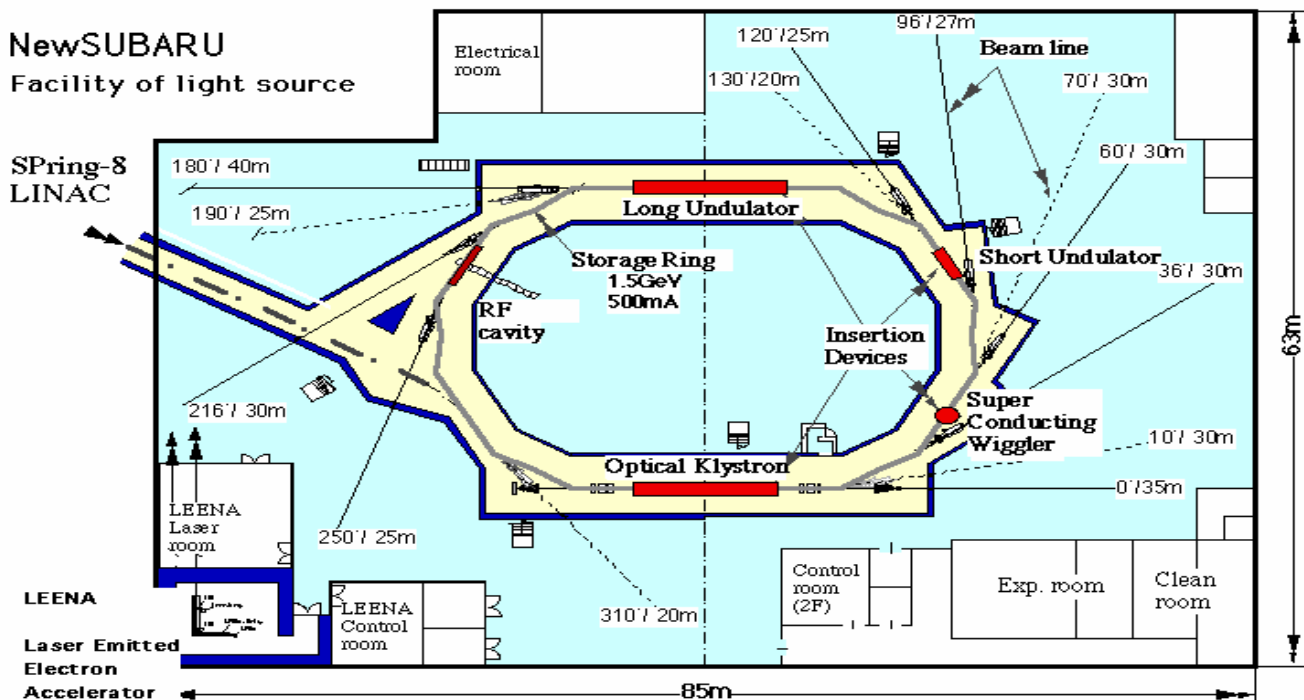 NewSUBARU
Facility of light source
SPring-8
LINAC
Electrical
room
120°/25m
96°/27m
Beam line
130°/20m
70°/ 30m
60°/ 30m
180°/ 40m
190°/ 25m
Long Undulator
Storage Ring
1.5GeV
500mA
Short Undulator
36°/ 30m
RF
cavity
Insertion
Devices
63m
216°/ 30m
Super
Conducting
Wiggler
10°/ 30m
Optical Klystron
0°/35m
LEENA
Laser
room
250°/ 25m
Control
room
(2F)
Exp. room
Clean
room
310°/ 20m
LEENA
Control
room
LEENA
Laser Emitted
Electron
Accelerator
85m